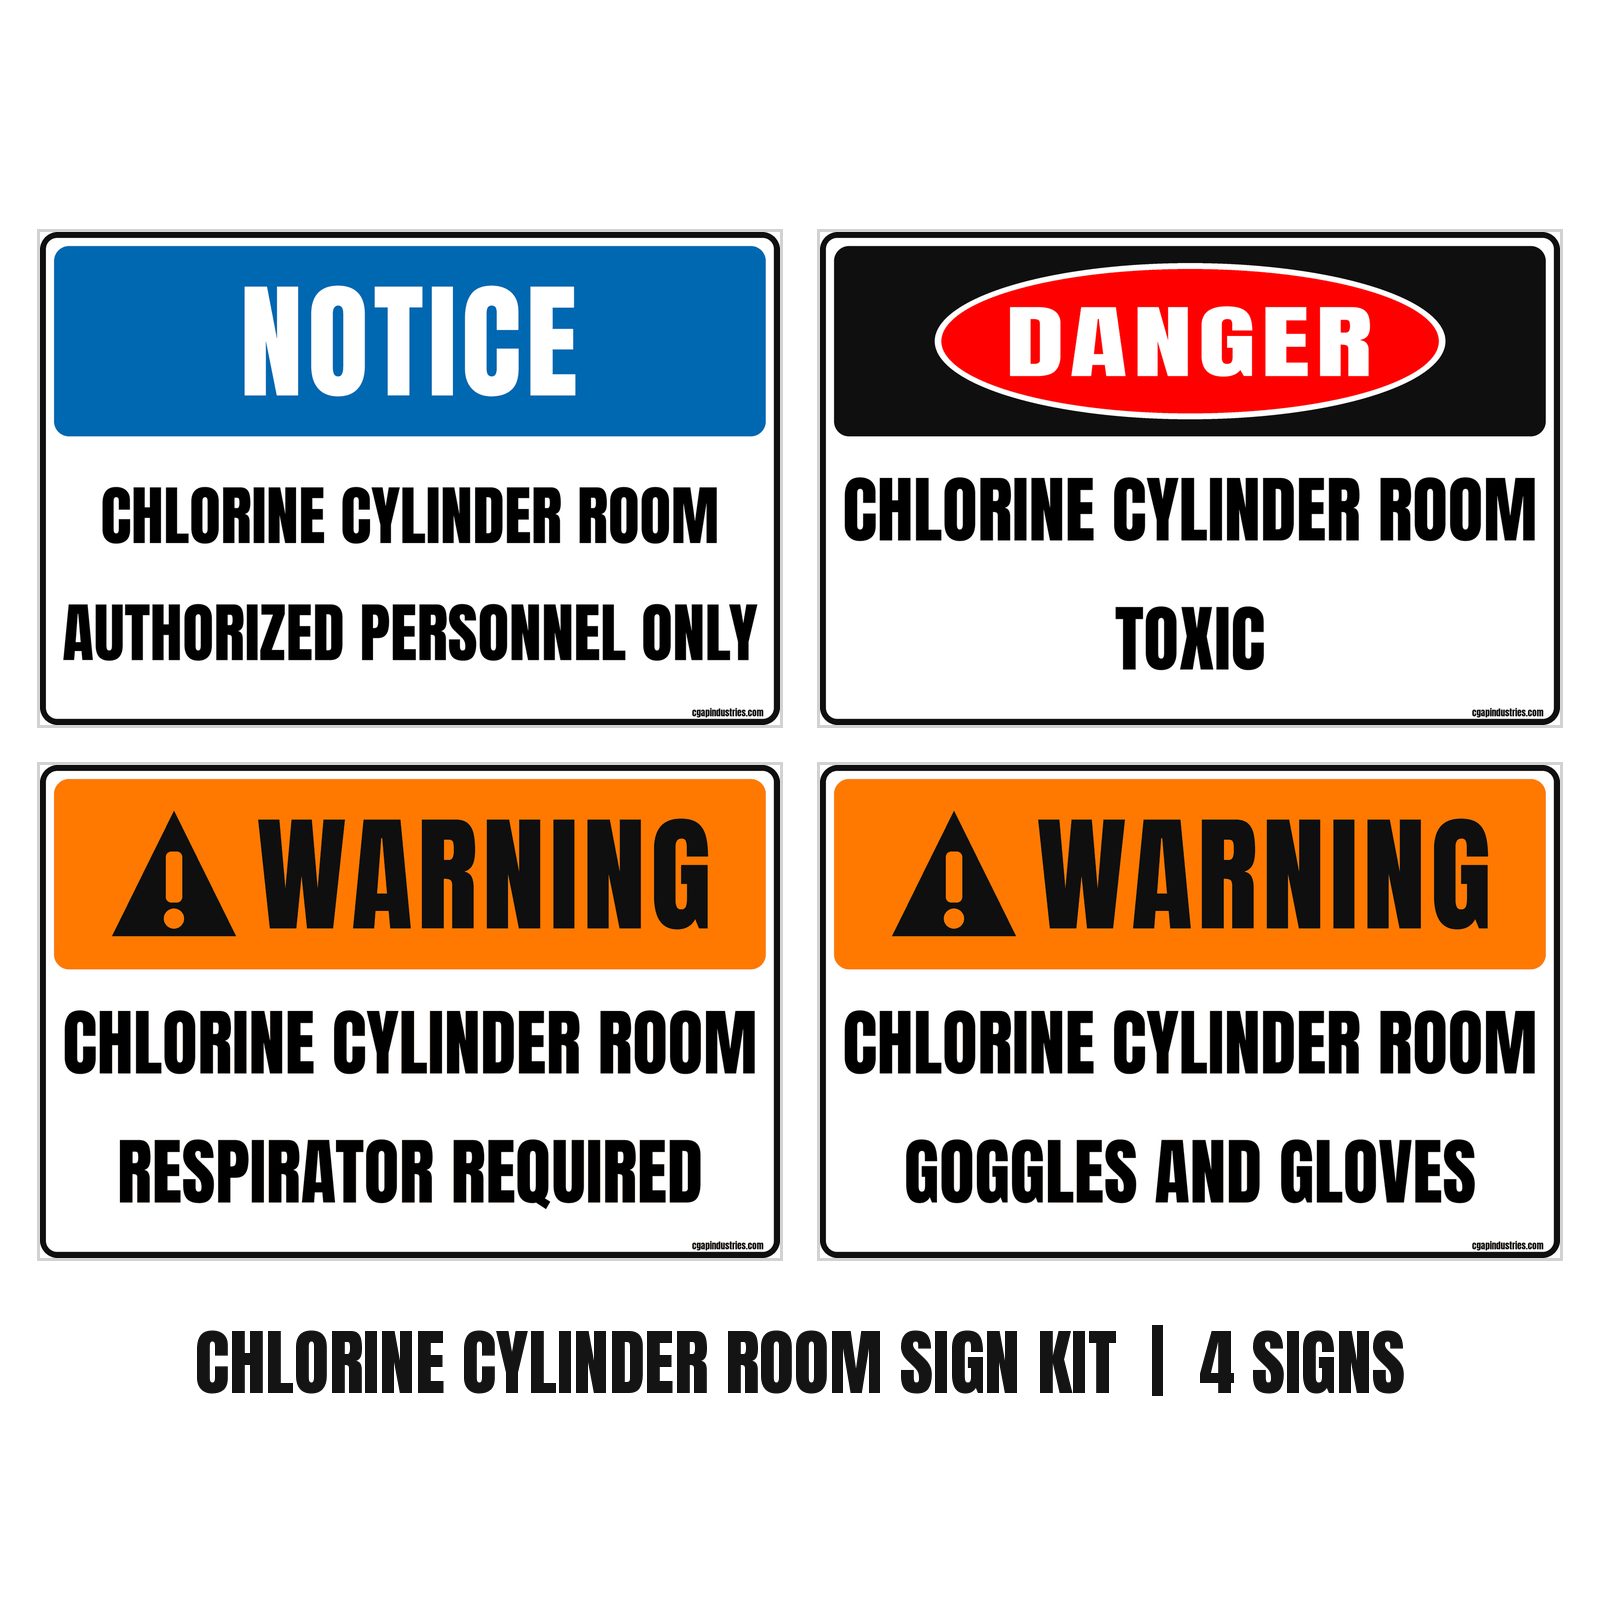 NOTICE
CHLORINE CYLINDER ROOM
AUTHORIZED PERSONNEL ONLY
cgapindustries.com
DANGER
CHLORINE CYLINDER ROOM
TOXIC
cgapindustries.com
WARNING
CHLORINE CYLINDER ROOM
RESPIRATOR REQUIRED
cgapindustries.com
WARNING
CHLORINE CYLINDER ROOM
GOGGLES AND GLOVES
cgapindustries.com
CHLORINE CYLINDER ROOM SIGN KIT | 4 SIGNS